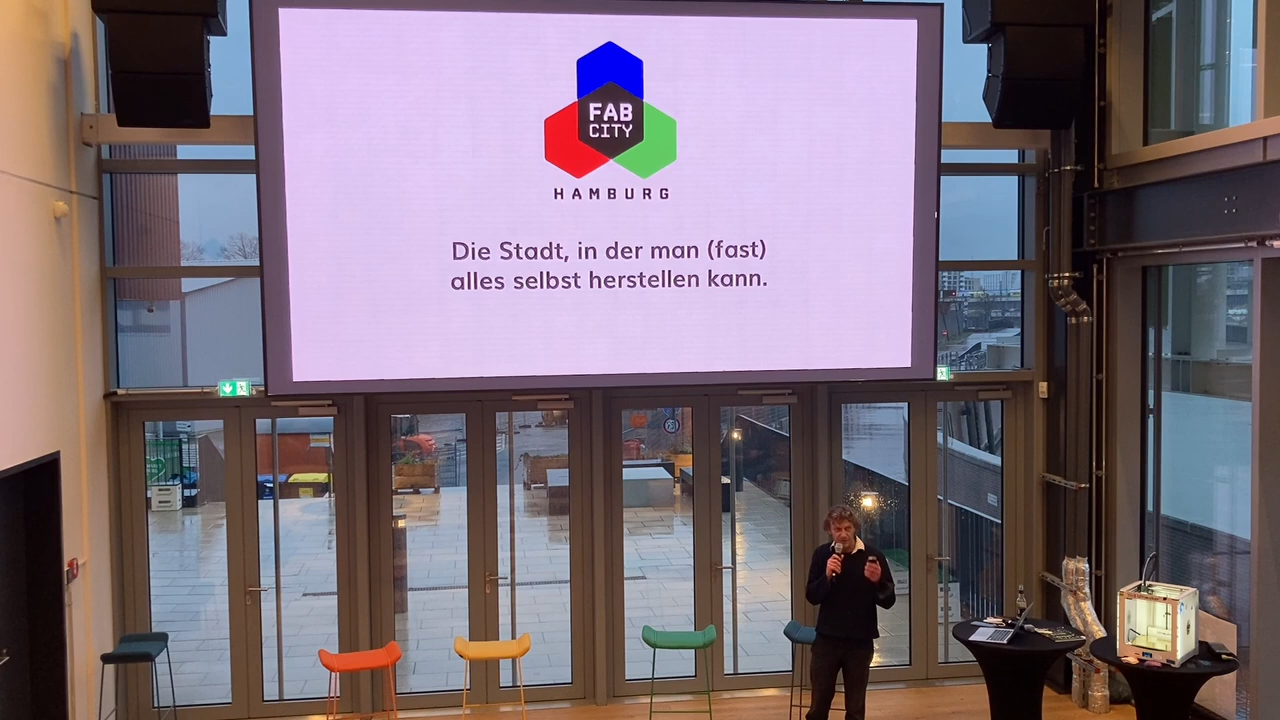 FAB
CITY
HAMBURG
Die Stadt, in der man (fast)
alles selbst herstellen kann.